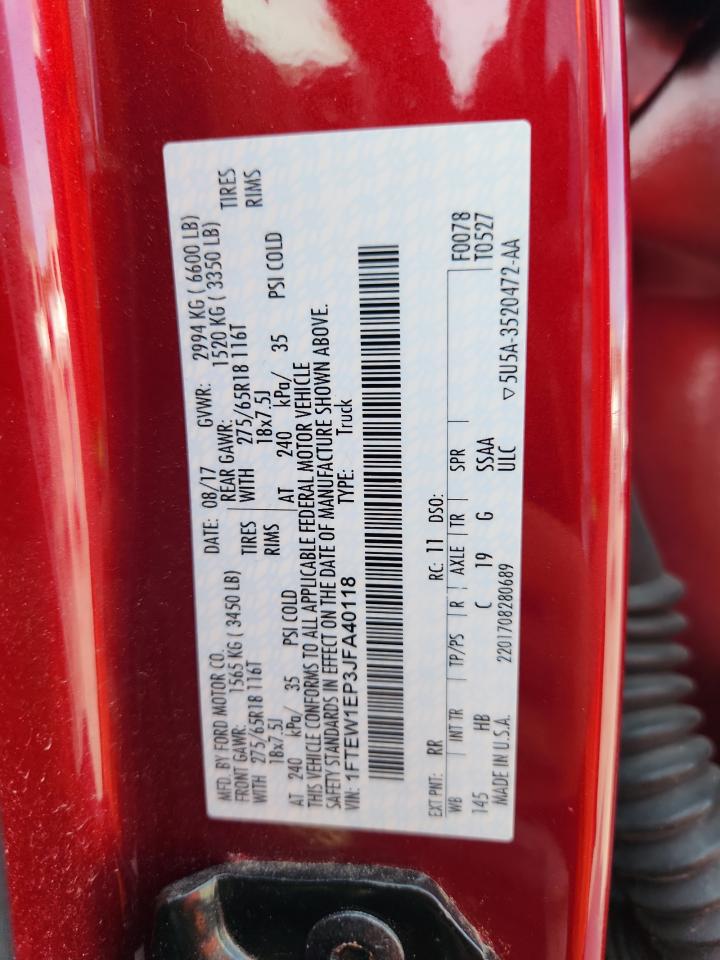 MFD. BY FORD MOTOR CO. DATE: 08/17 GVWR: 2994 KG ( 6600 LB)
FRONT GAWR: 1565 KG ( 3450 LB) REAR GAWR: 1520 KG ( 3350 LB)
WITH 275/65R18 116T TIRES WITH 275/65R18 116T TIRES
18x7.5J RIMS 18x7.5J RIMS
AT 240 kPa/ 35 PSI COLD AT 240 kPa/ 35 PSI COLD
THIS VEHICLE CONFORMS TO ALL APPLICABLE FEDERAL MOTOR VEHICLE
SAFETY STANDARDS IN EFFECT ON THE DATE OF MANUFACTURE SHOWN ABOVE.
VIN: 1FTEW1EP3JFA40118 TYPE: Truck
EXT PNT: RR RC: 11 DSO: F0078
WB INT TR TP/PS R AXLE TR SPR T0527
145 HB C 19 G SSAA
MADE IN U.S.A. 2201708280689 ULC ▽5U5A-3520472-AA